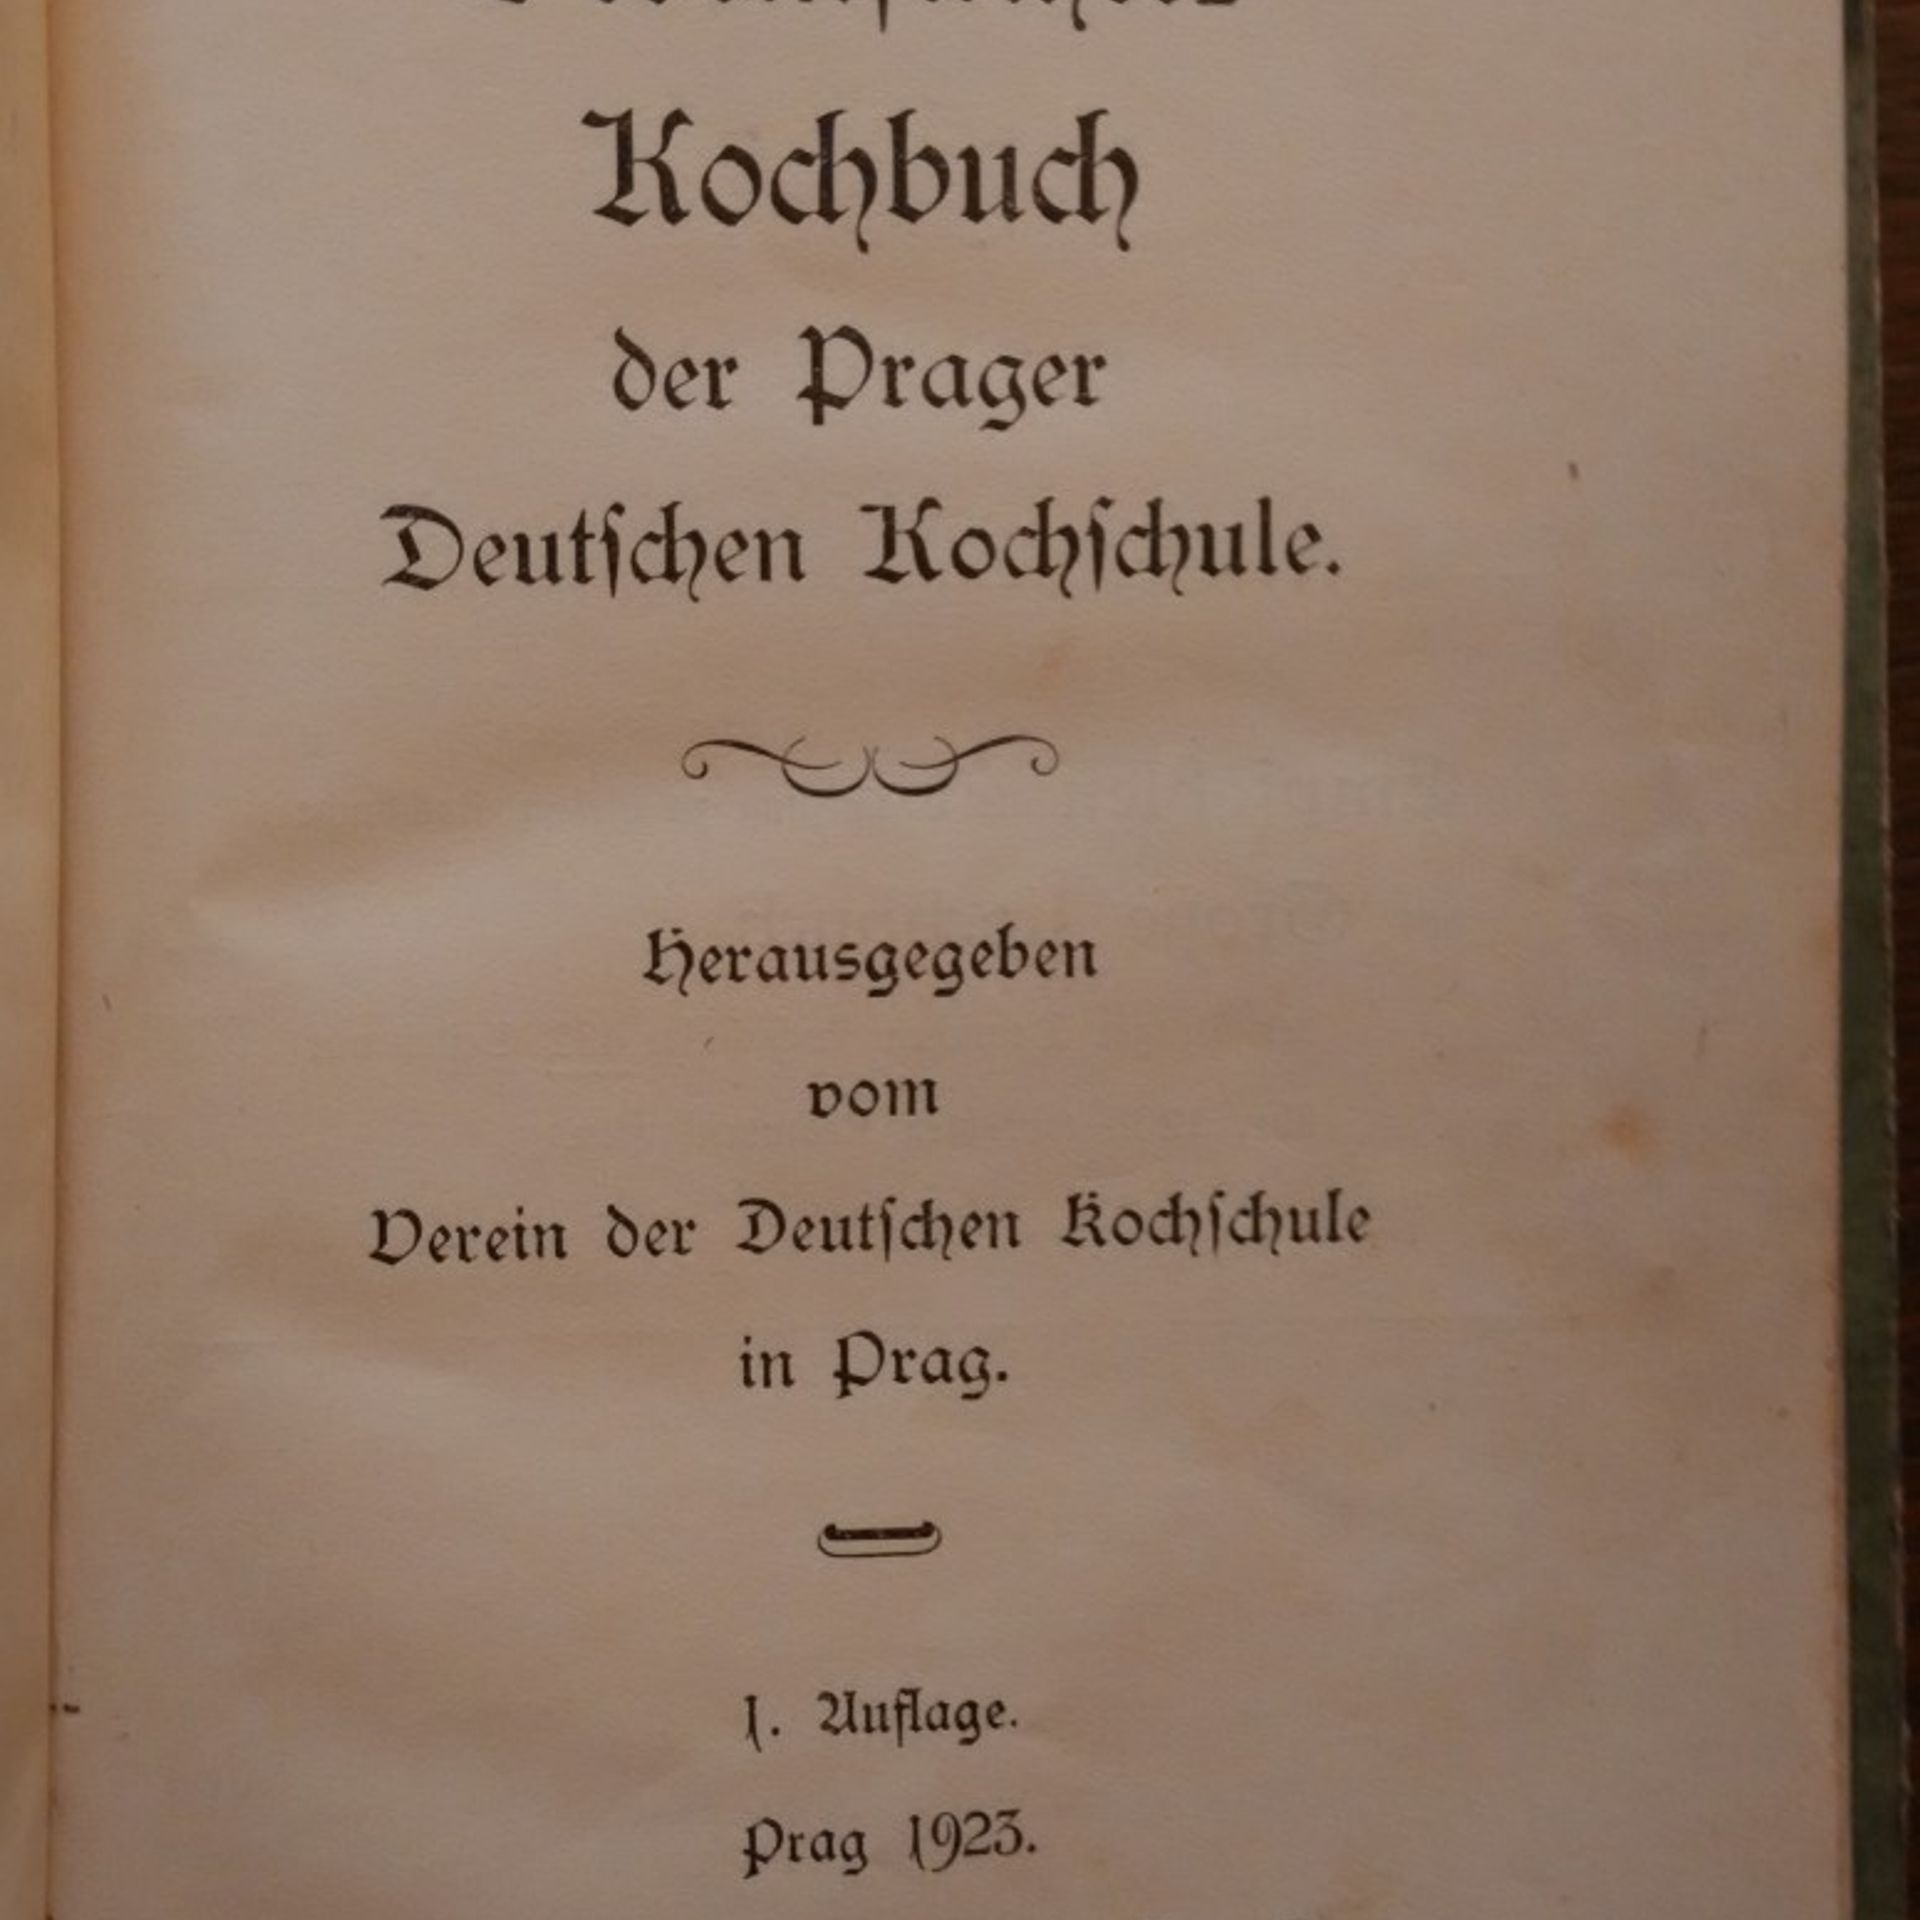 Kochbuch
der Prager
Deutschen Kochschule.
Herausgegeben
vom
Verein der Deutschen Kochschule
in Prag.
1. Auflage.
Prag 1923.